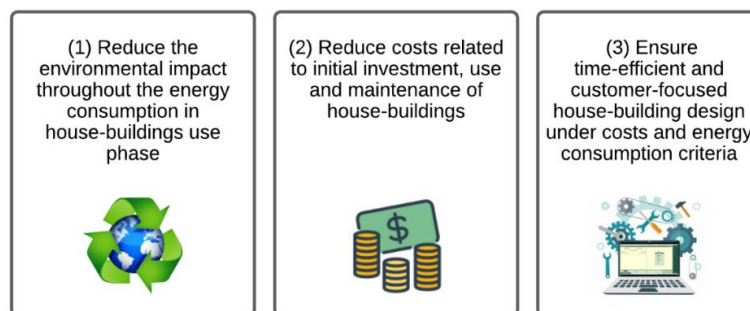 (1) Reduce the
environmental impact
throughout the energy
consumption in
house-buildings use
phase
(2) Reduce costs related
to initial investment, use
and maintenance of
house-buildings
(3) Ensure
time-efficient and
customer-focused
house-building design
under costs and energy
consumption criteria
$